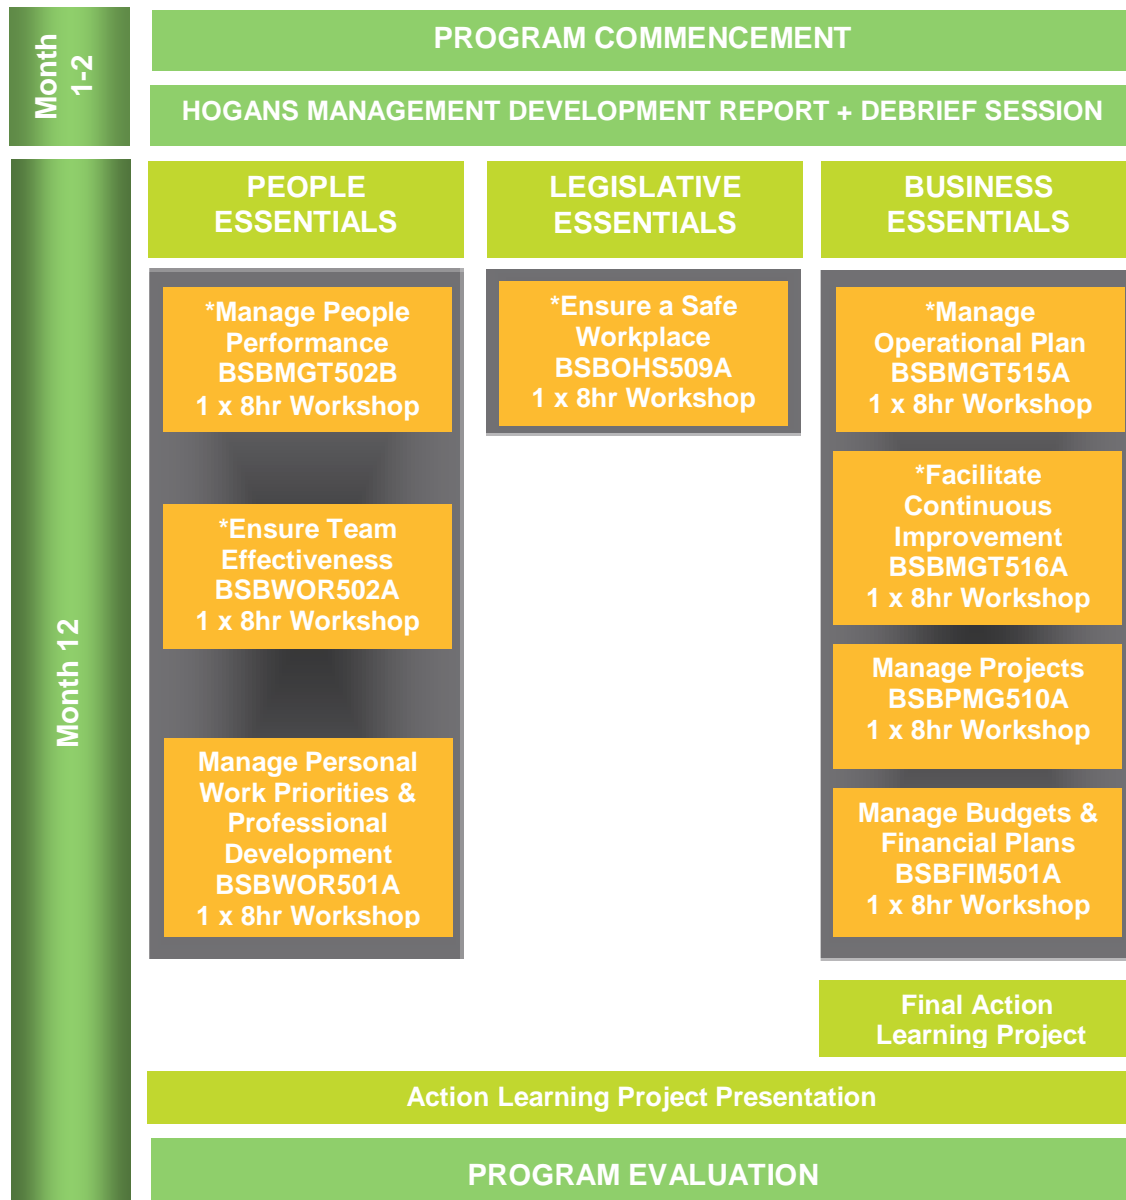 Month
1-2
PROGRAM COMMENCEMENT
HOGANS MANAGEMENT DEVELOPMENT REPORT + DEBRIEF SESSION
Month 12
PEOPLE
ESSENTIALS
*Manage People
Performance
BSBMGT502B
1 x 8hr Workshop
*Ensure Team
Effectiveness
BSBWOR502A
1 x 8hr Workshop
Manage Personal
Work Priorities &
Professional
Development
BSBWOR501A
1 x 8hr Workshop
LEGISLATIVE
ESSENTIALS
*Ensure a Safe
Workplace
BSBOHS509A
1 x 8hr Workshop
BUSINESS
ESSENTIALS
*Manage
Operational Plan
BSBMGT515A
1 x 8hr Workshop
*Facilitate
Continuous
Improvement
BSBMGT516A
1 x 8hr Workshop
Manage Projects
BSBPMG510A
1 x 8hr Workshop
Manage Budgets &
Financial Plans
BSBFIM501A
1 x 8hr Workshop
Final Action
Learning Project
Action Learning Project Presentation
PROGRAM EVALUATION